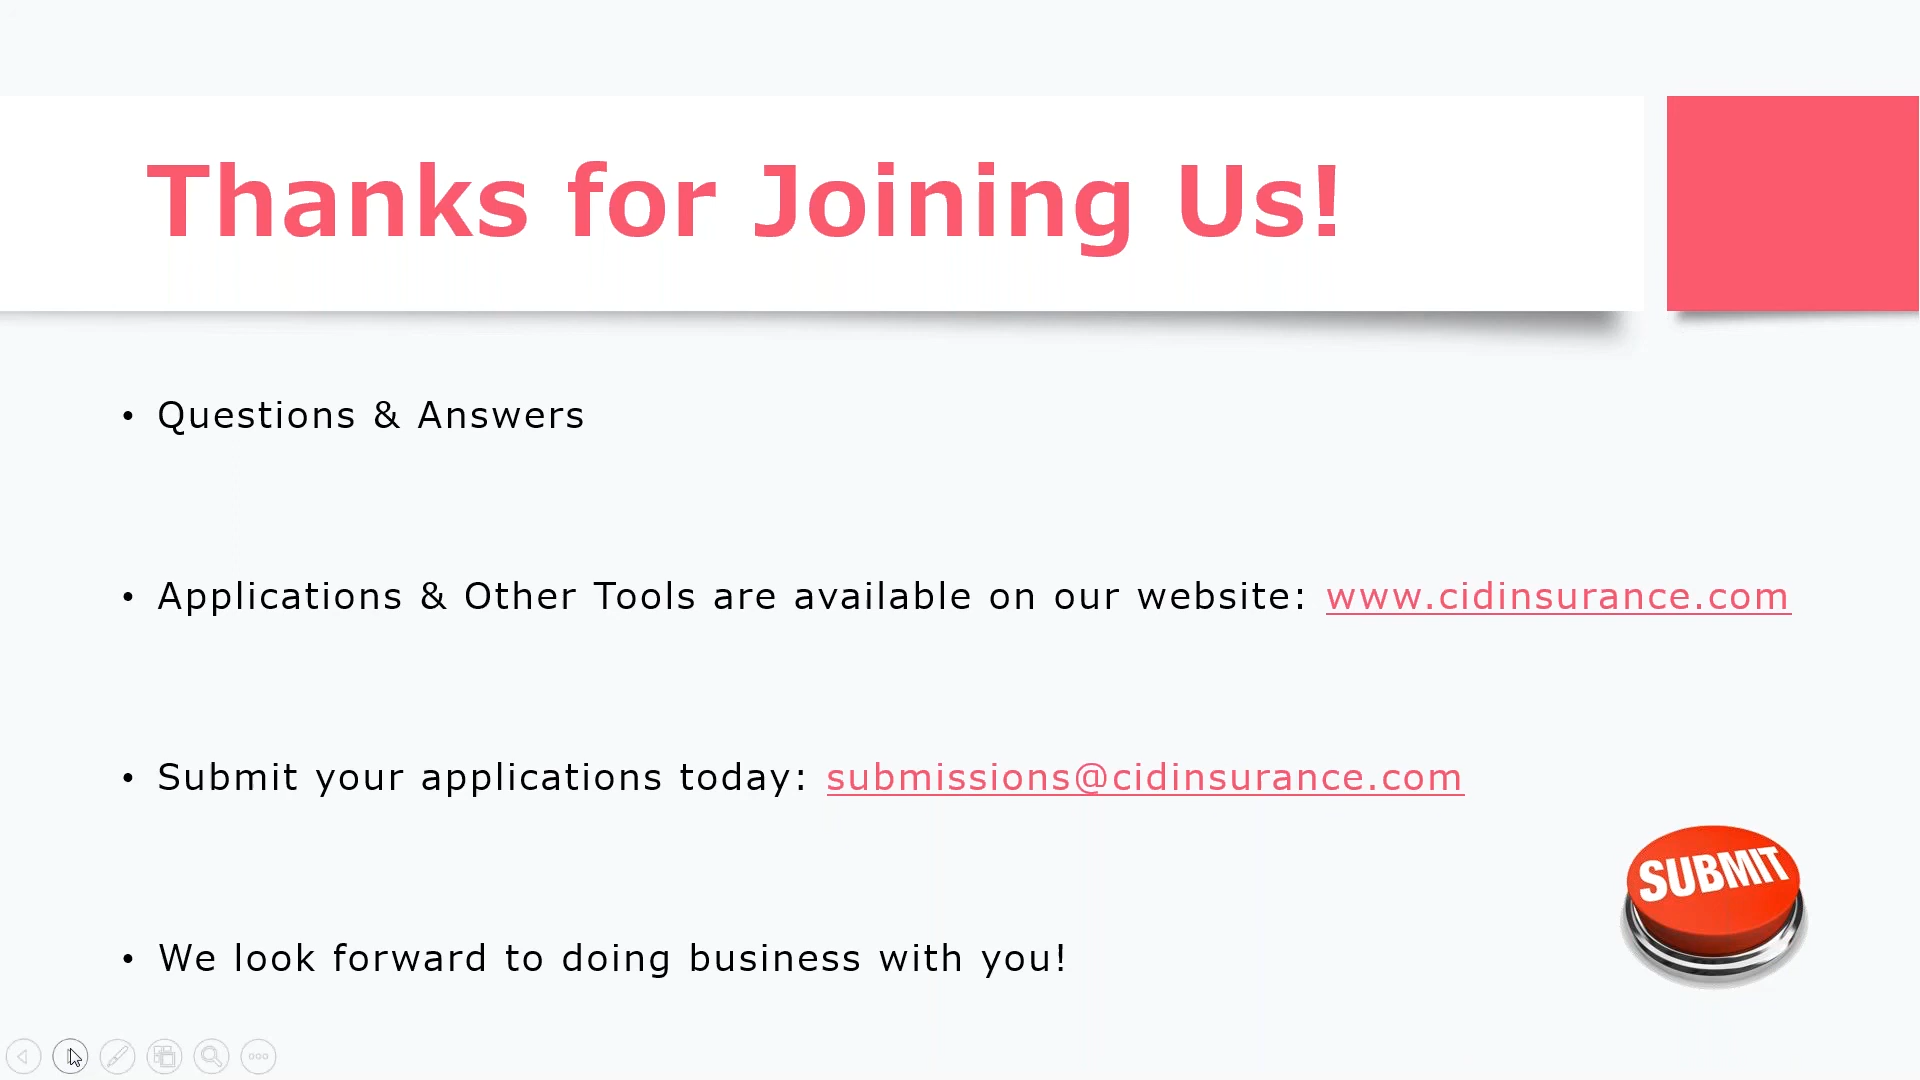 Thanks for Joining Us!
• Questions & Answers
• Applications & Other Tools are available on our website: www.cidinsurance.com
• Submit your applications today: submissions@cidinsurance.com
SUBMIT
• We look forward to doing business with you!